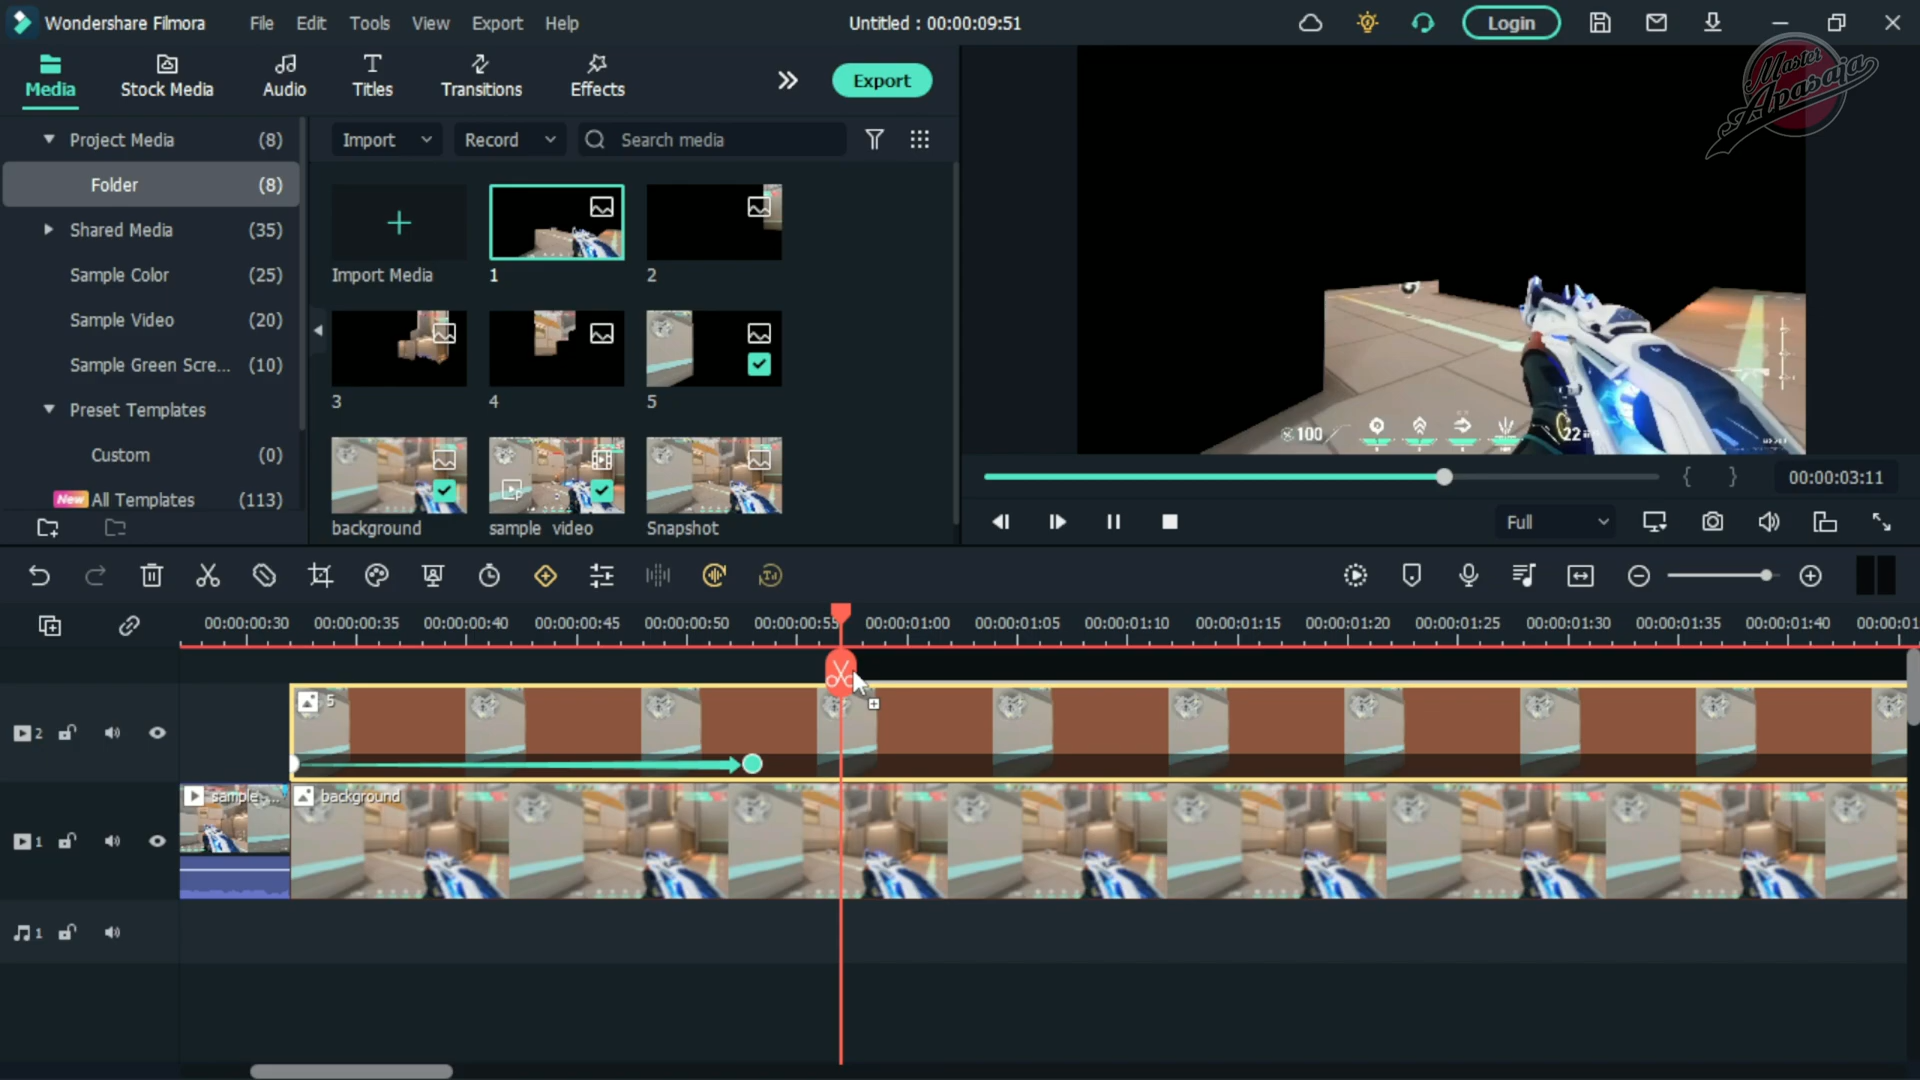 Wondershare Filmora
File Edit Tools View Export Help
Untitled : 00:00:09:51
Login
Master
Apasaja
Media
Stock Media
Audio
Titles
Transitions
Effects
Export
Project Media (8)
Folder (8)
Shared Media (35)
Sample Color (25)
Sample Video (20)
Sample Green Scre... (10)
Preset Templates
Custom (0)
New All Templates (113)
Import
Record
Search media
Import Media
1
2
3
4
5
background
sample video
Snapshot
100
22
00:00:03:11
Full
00:00:00:30 00:00:00:35 00:00:00:40 00:00:00:45 00:00:00:50 00:00:00:55 00:00:01:00 00:00:01:05 00:00:01:10 00:00:01:15 00:00:01:20 00:00:01:25 00:00:01:30 00:00:01:35 00:00:01:40 00:00:01
5
2
sample-...
background
1
1